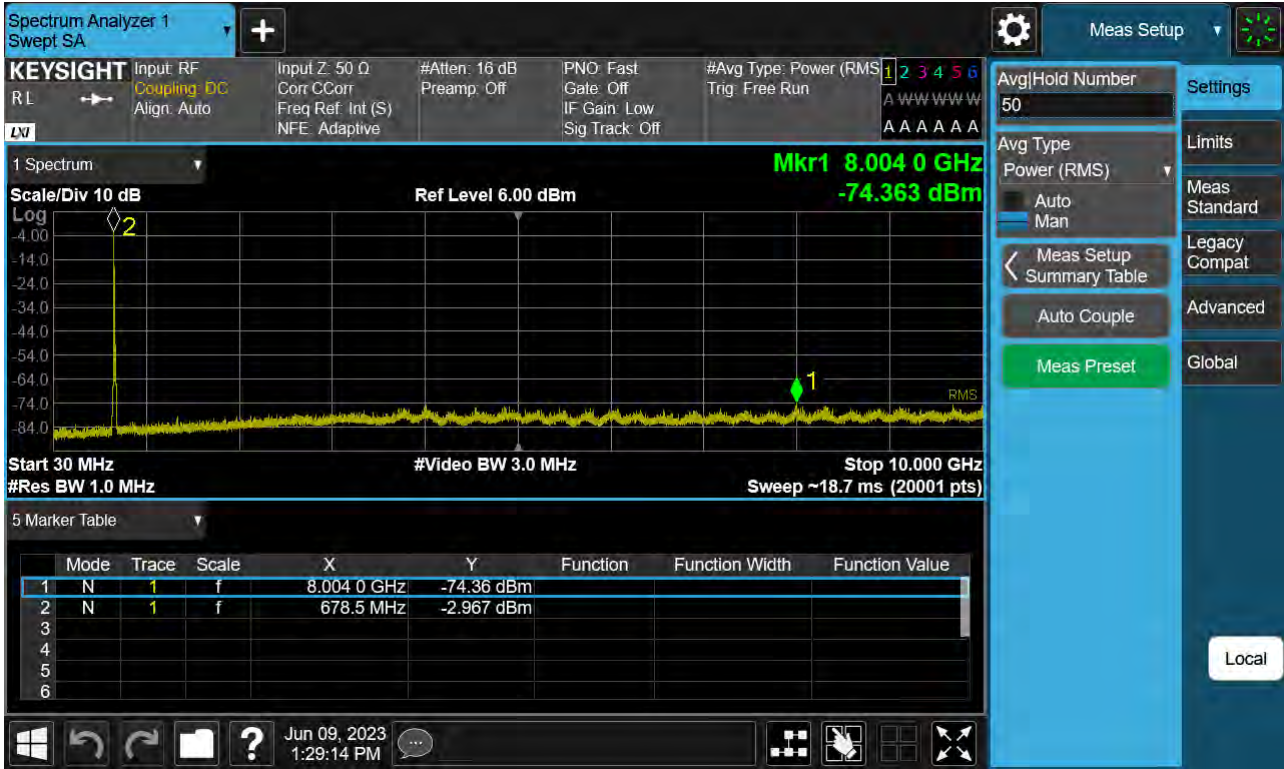 Spectrum Analyzer 1
Swept SA
+
Meas Setup
KEYSIGHT
RL
LXI
Input: RF
Coupling: DC
Align: Auto
Input Z: 50 Ω
Corr CCorr
Freq Ref: Int (S)
NFE: Adaptive
#Atten: 16 dB
Preamp: Off
PNO: Fast
Gate: Off
IF Gain: Low
Sig Track: Off
#Avg Type: Power (RMS
Trig: Free Run
1 2 3 4 5 6
A W W W W W
A A A A A A
1 Spectrum
Mkr1 8.004 0 GHz
Scale/Div 10 dB
Ref Level 6.00 dBm
-74.363 dBm
Log
2
-4.00
-14.0
-24.0
-34.0
-44.0
-54.0
-64.0
1
-74.0
RMS
-84.0
Start 30 MHz
#Video BW 3.0 MHz
Stop 10.000 GHz
#Res BW 1.0 MHz
Sweep ~18.7 ms (20001 pts)
5 Marker Table
Mode Trace Scale X Y Function Function Width Function Value
1 N 1 f 8.004 0 GHz -74.36 dBm
2 N 1 f 678.5 MHz -2.967 dBm
3
4
5
6
Avg|Hold Number
50
Avg Type
Power (RMS)
Auto
Man
Meas Setup
Summary Table
Auto Couple
Meas Preset
Settings
Limits
Meas
Standard
Legacy
Compat
Advanced
Global
Local
?
Jun 09, 2023
1:29:14 PM